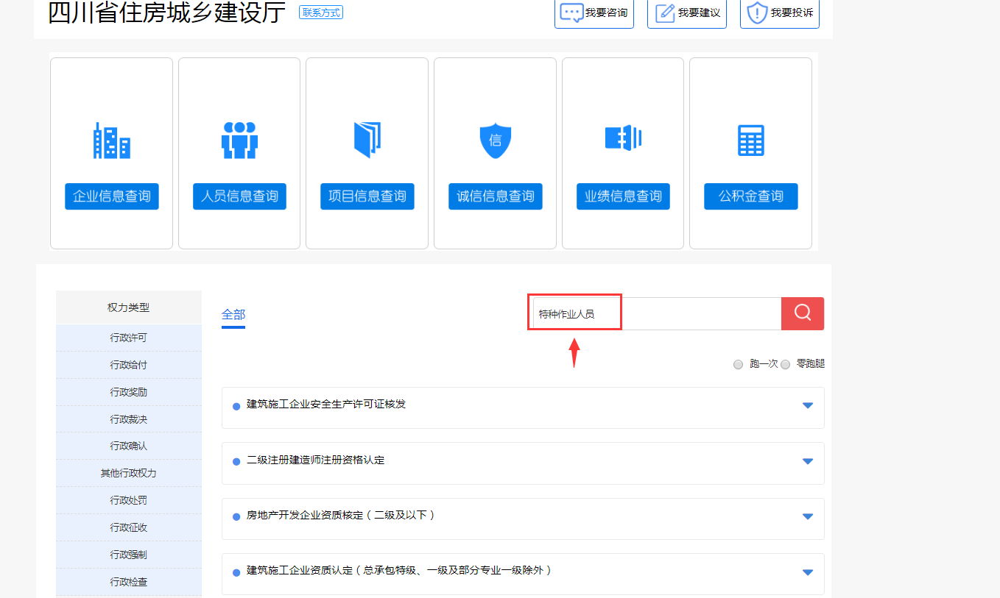 四川省住房城乡建设厅 联系方式 我要咨询 我要建议 我要投诉
信
企业信息查询 人员信息查询 项目信息查询 诚信信息查询 业绩信息查询 公积金查询
权力类型
行政许可
行政给付
行政奖励
行政裁决
行政确认
其他行政权力
行政处罚
行政征收
行政强制
行政检查
全部
特种作业人员
跑一次 零跑腿
建筑施工企业安全生产许可证核发
二级注册建造师注册资格认定
房地产开发企业资质核定（二级及以下）
建筑施工企业资质认定（总承包特级、一级及部分专业一级除外）